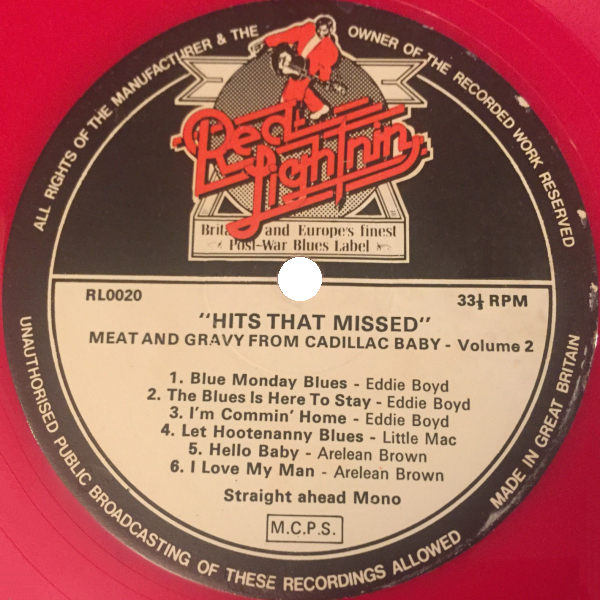 ALL RIGHTS OF THE MANUFACTURER & THE OWNER OF THE RECORDED WORK RESERVED
Red
Lightnin
Britain and Europe's finest
Post-War Blues Label
RL0020
33⅓ RPM
"HITS THAT MISSED"
MEAT AND GRAVY FROM CADILLAC BABY - Volume 2
1. Blue Monday Blues - Eddie Boyd
2. The Blues Is Here To Stay - Eddie Boyd
3. I'm Commin' Home - Eddie Boyd
4. Let Hootenanny Blues - Little Mac
5. Hello Baby - Arelean Brown
6. I Love My Man - Arelean Brown
Straight ahead Mono
M.C.P.S.
UNAUTHORISED PUBLIC BROADCASTING OF THESE RECORDINGS ALLOWED
MADE IN GREAT BRITAIN